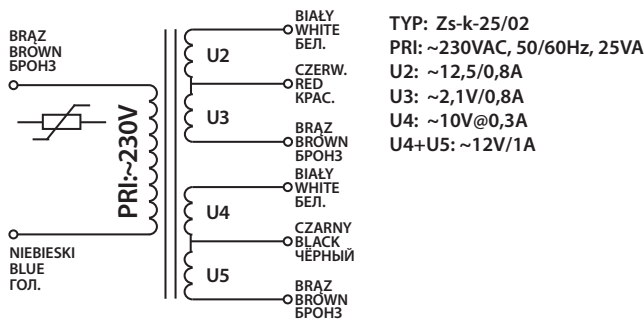 BRĄZ
BROWN
БРОНЗ
PRI:~230V
NIEBIESKI
BLUE
ГОЛ.
U2
U3
U4
U5
BIAŁY
WHITE
БЕЛ.
CZERW.
RED
КРАС.
BRĄZ
BROWN
БРОНЗ
BIAŁY
WHITE
БЕЛ.
CZARNY
BLACK
ЧЁРНЫЙ
BRĄZ
BROWN
БРОНЗ
TYP: Zs-k-25/02
PRI: ~230VAC, 50/60Hz, 25VA
U2: ~12,5/0,8A
U3: ~2,1V/0,8A
U4: ~10V@0,3A
U4+U5: ~12V/1A